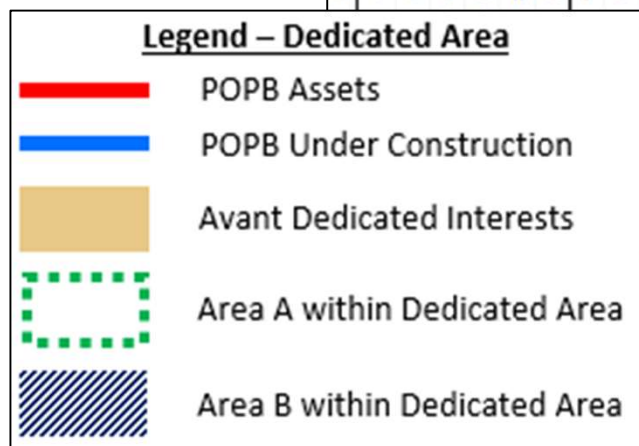 Legend – Dedicated Area
POPB Assets
POPB Under Construction
Avant Dedicated Interests
Area A within Dedicated Area
Area B within Dedicated Area